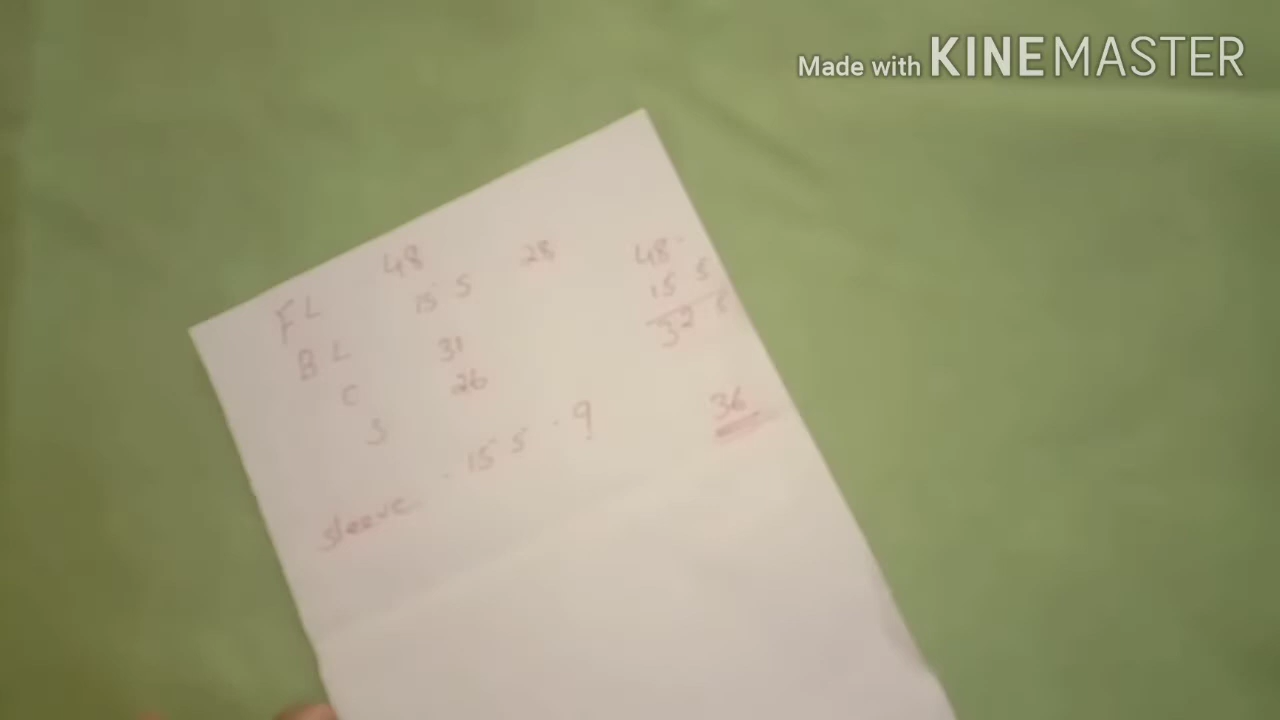 Made with KINEMASTER
FL 48 28 48
BL 15 5 15 5
C 31 32 5
S 26
sleeve. 15 5 . 9 36